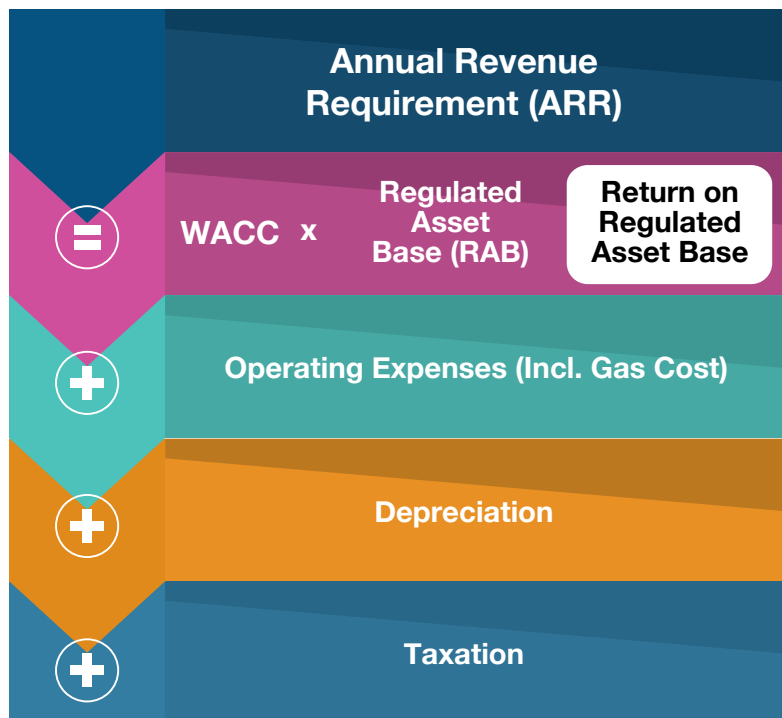 Annual Revenue
Requirement (ARR)
=
WACC x
Regulated
Asset
Base (RAB)
Return on
Regulated
Asset Base
+
Operating Expenses (Incl. Gas Cost)
+
Depreciation
+
Taxation